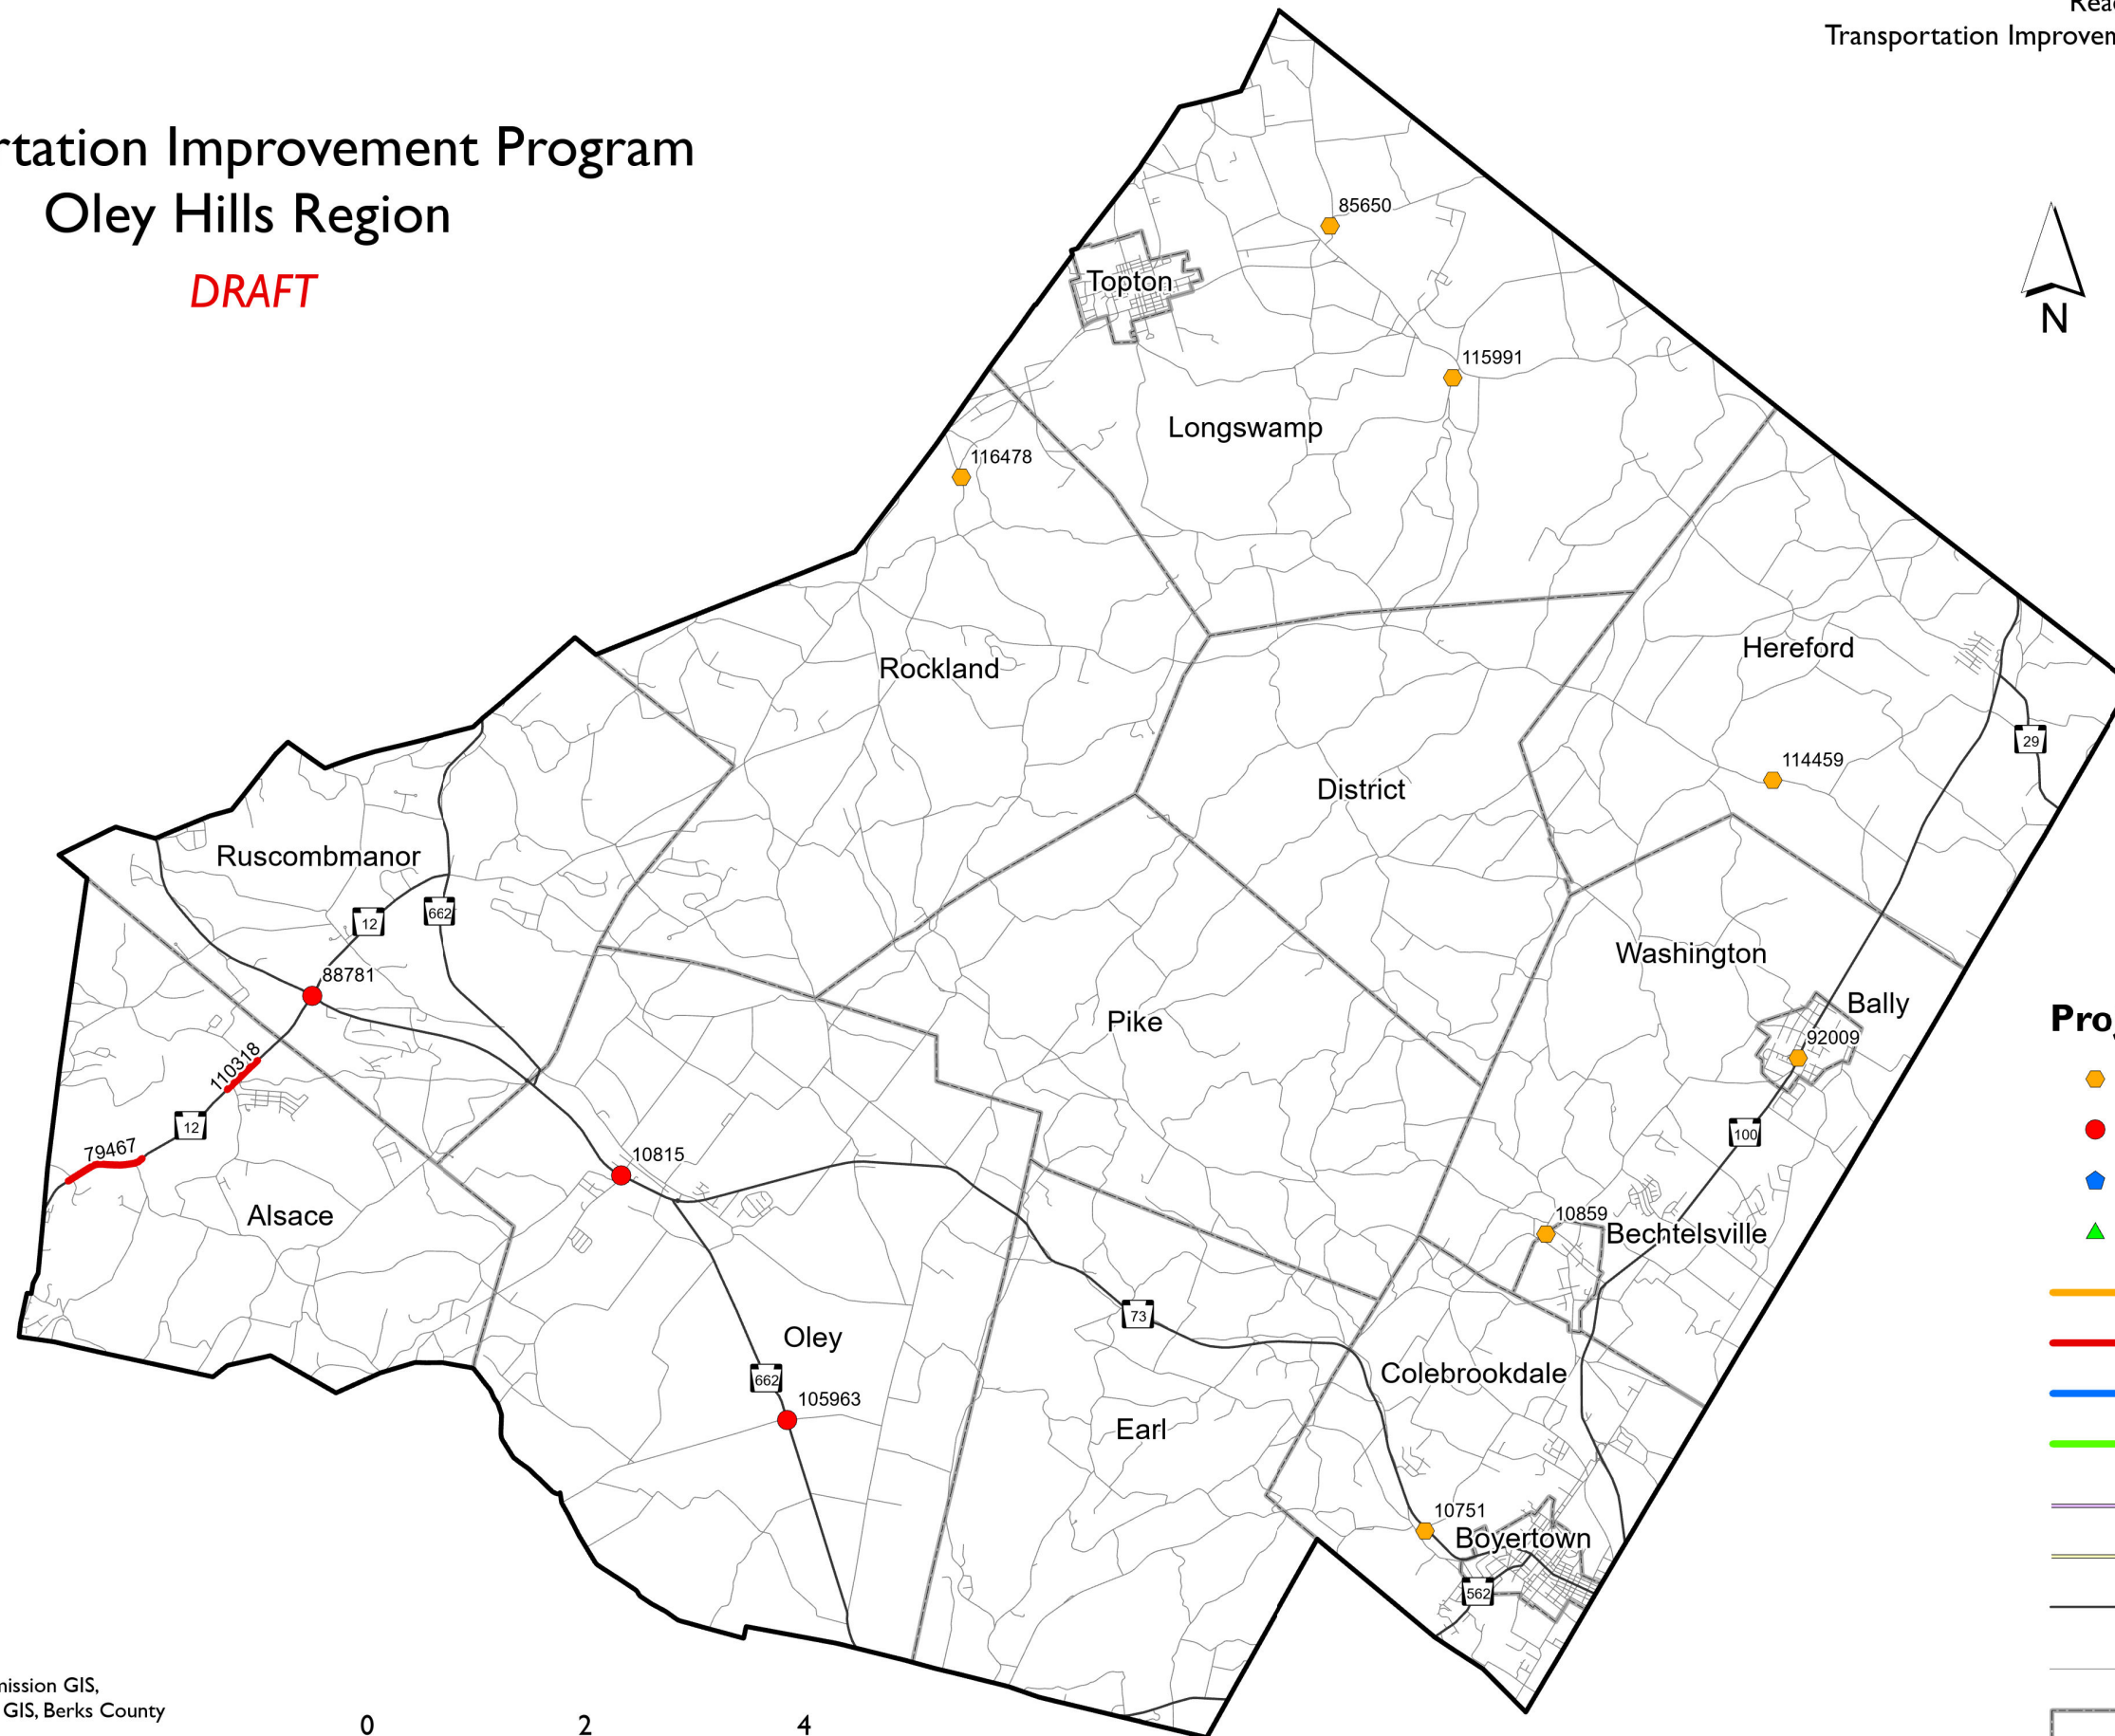 Transportation Improvem
rtation Improvement Program
Oley Hills Region
DRAFT
N
85650
Topton
115991
Longswamp
116478
Rockland
Hereford
29
114459
District
Ruscombmanor
12
662
Washington
88781
Bally
Pike
92009
Pro
110318
12
100
79467
10815
Alsace
10859
Bechtelsville
73
Oley
662
Colebrookdale
105963
Earl
10751
Boyertown
562
mission GIS,
GIS, Berks County
0 2 4